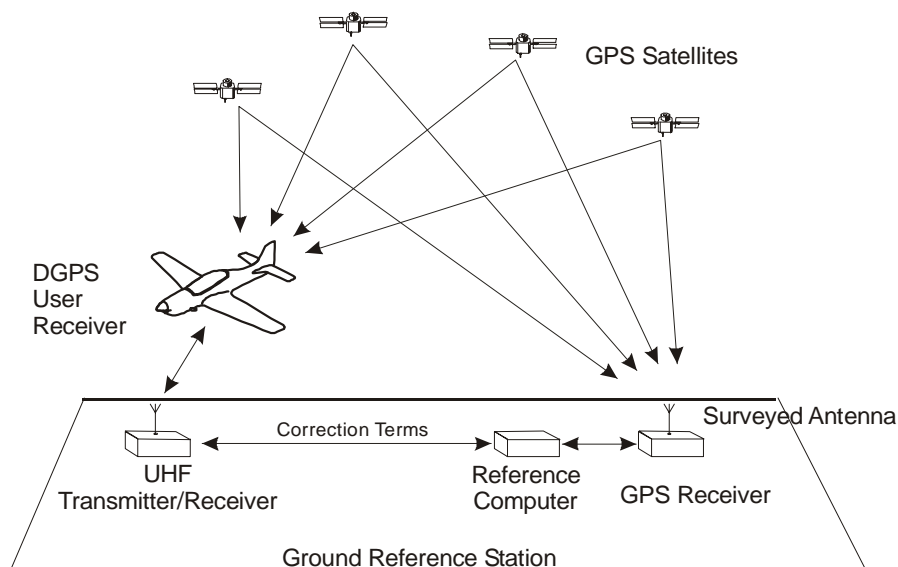 GPS Satellites
DGPS
User
Receiver
Surveyed Antenna
Correction Terms
UHF
Transmitter/Receiver
Reference
Computer
GPS Receiver
Ground Reference Station